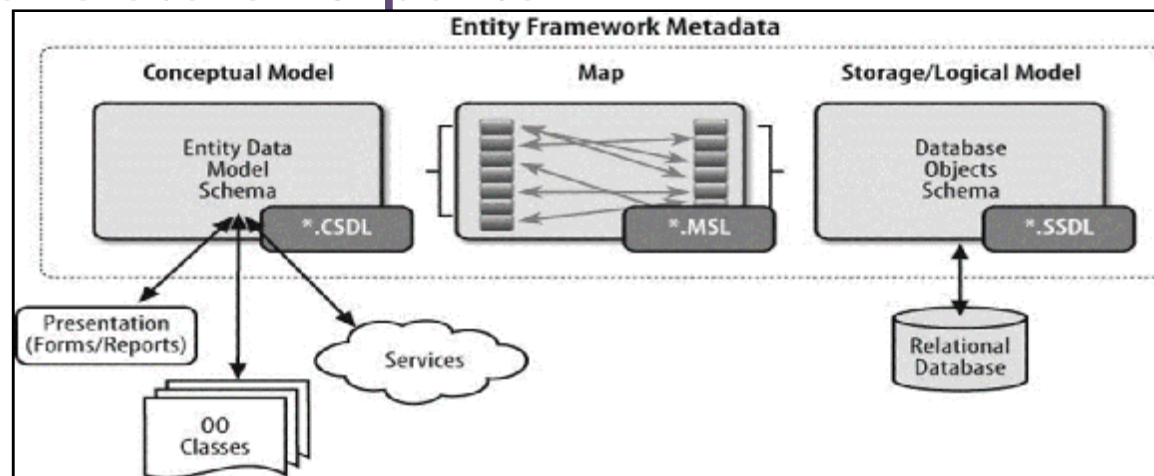 Entity Framework Metadata
Conceptual Model
Map
Storage/Logical Model
Entity Data
Model
Schema
*.CSDL
*.MSL
Database
Objects
Schema
*.SSDL
Presentation
(Forms/Reports)
Services
OO
Classes
Relational
Database